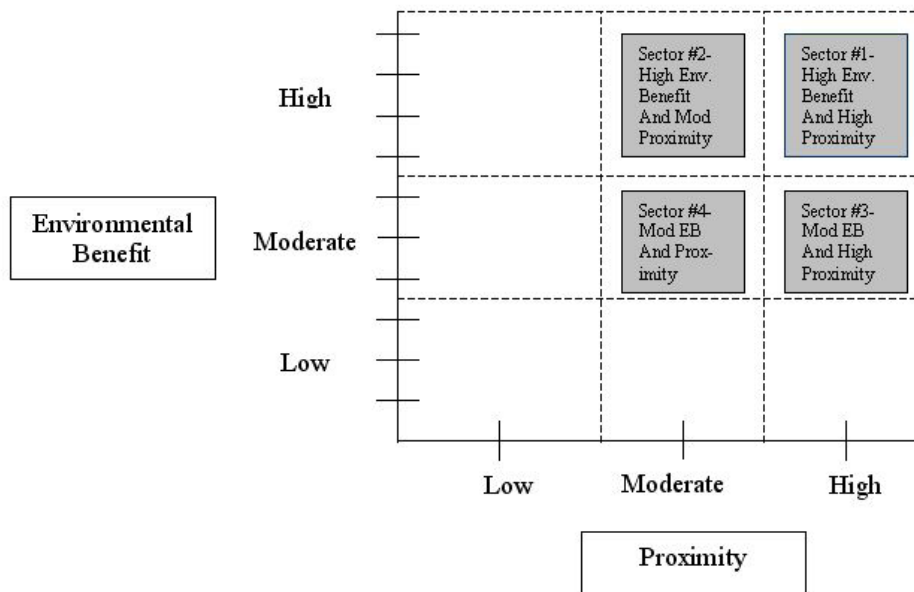 Sector #2-
High Env.
Benefit
And Mod
Proximity
Sector #1-
High Env.
Benefit
And High
Proximity
High
Environmental
Benefit
Moderate
Sector #4-
Mod EB
And Prox-
imity
Sector #3-
Mod EB
And High
Proximity
Low
Low
Moderate
High
Proximity